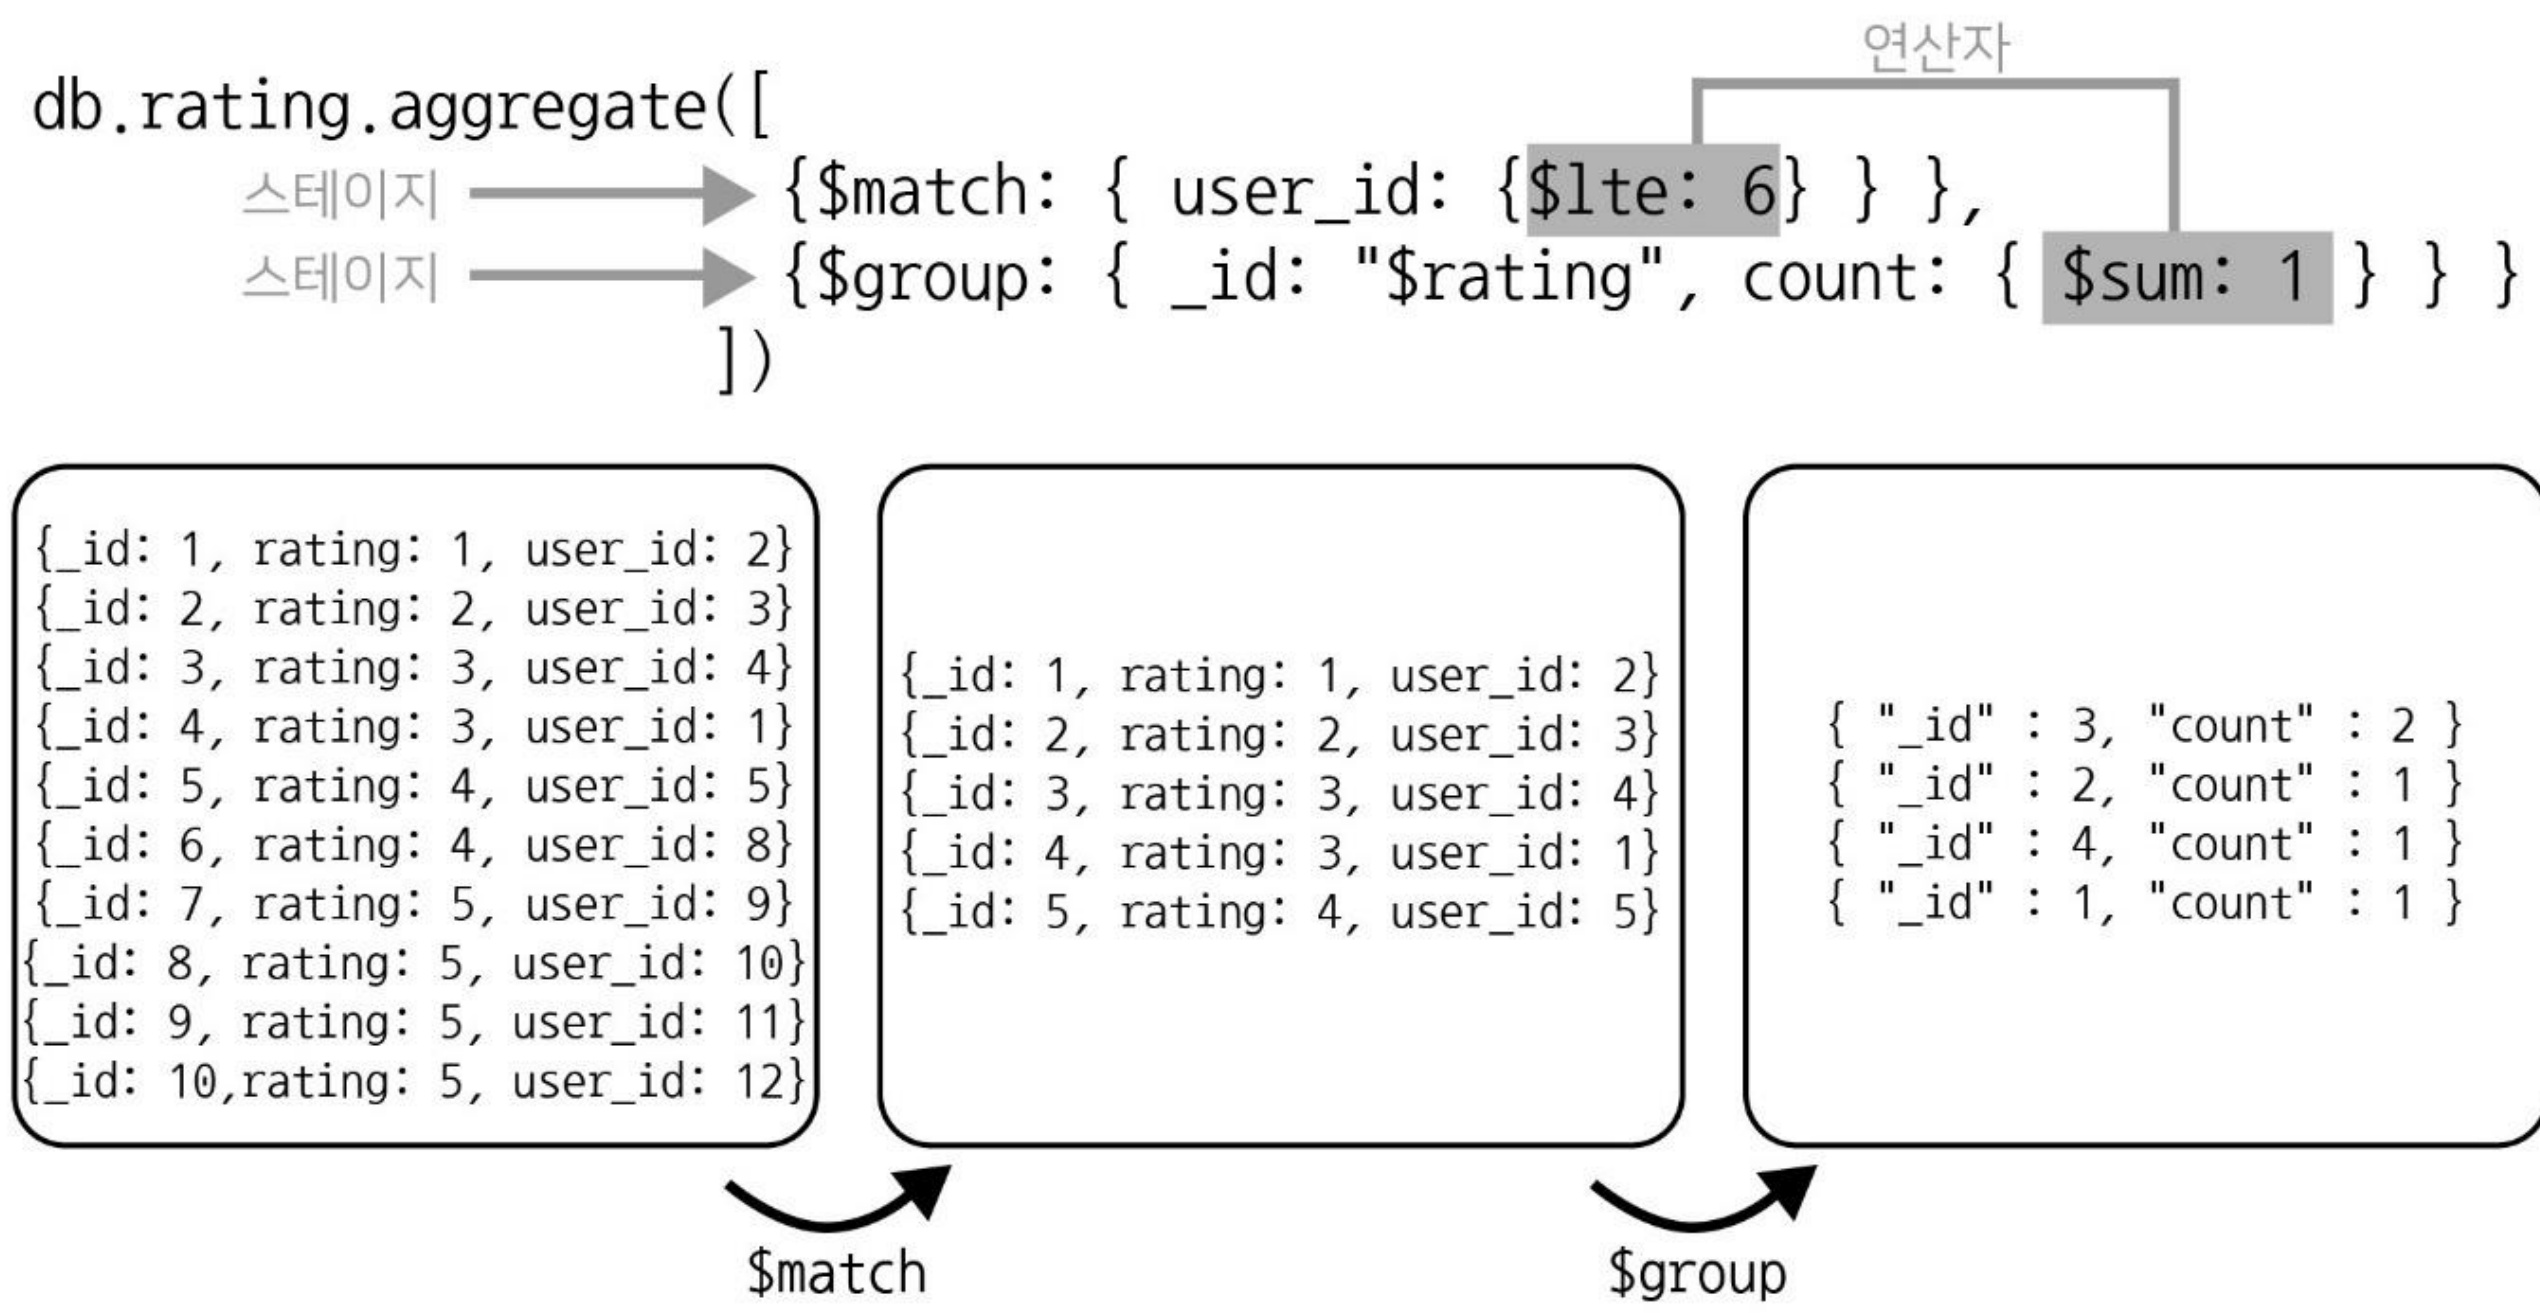 연산자
db.rating.aggregate([
스테이지 {$match: { user_id: {$lte: 6} } },
스테이지 {$group: { _id: "$rating", count: { $sum: 1 } } }
])
{_id: 1, rating: 1, user_id: 2}
{_id: 2, rating: 2, user_id: 3}
{_id: 3, rating: 3, user_id: 4}
{_id: 4, rating: 3, user_id: 1}
{_id: 5, rating: 4, user_id: 5}
{_id: 6, rating: 4, user_id: 8}
{_id: 7, rating: 5, user_id: 9}
{_id: 8, rating: 5, user_id: 10}
{_id: 9, rating: 5, user_id: 11}
{_id: 10,rating: 5, user_id: 12}
{_id: 1, rating: 1, user_id: 2}
{_id: 2, rating: 2, user_id: 3}
{_id: 3, rating: 3, user_id: 4}
{_id: 4, rating: 3, user_id: 1}
{_id: 5, rating: 4, user_id: 5}
{ "_id" : 3, "count" : 2 }
{ "_id" : 2, "count" : 1 }
{ "_id" : 4, "count" : 1 }
{ "_id" : 1, "count" : 1 }
$match
$group